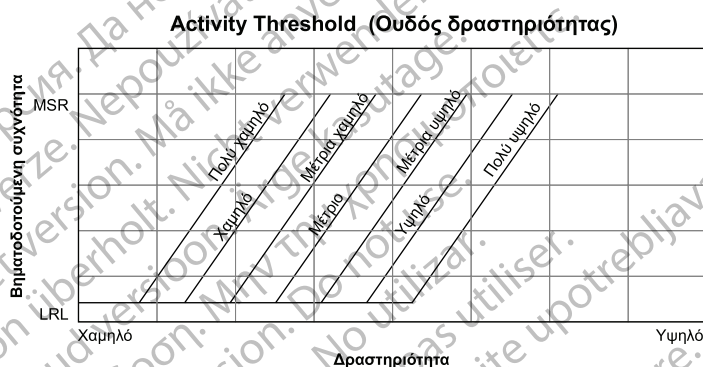 Activity Threshold (Ουδός δραστηριότητας)
Βηματοδοτούμενη συχνότητα
MSR
LRL
Πολύ χαμηλό
Χαμηλό
Μέτρια χαμηλό
Μέτριο
Μέτρια υψηλό
Υψηλό
Πολύ υψηλό
Χαμηλό
Υψηλό
Δραστηριότητα